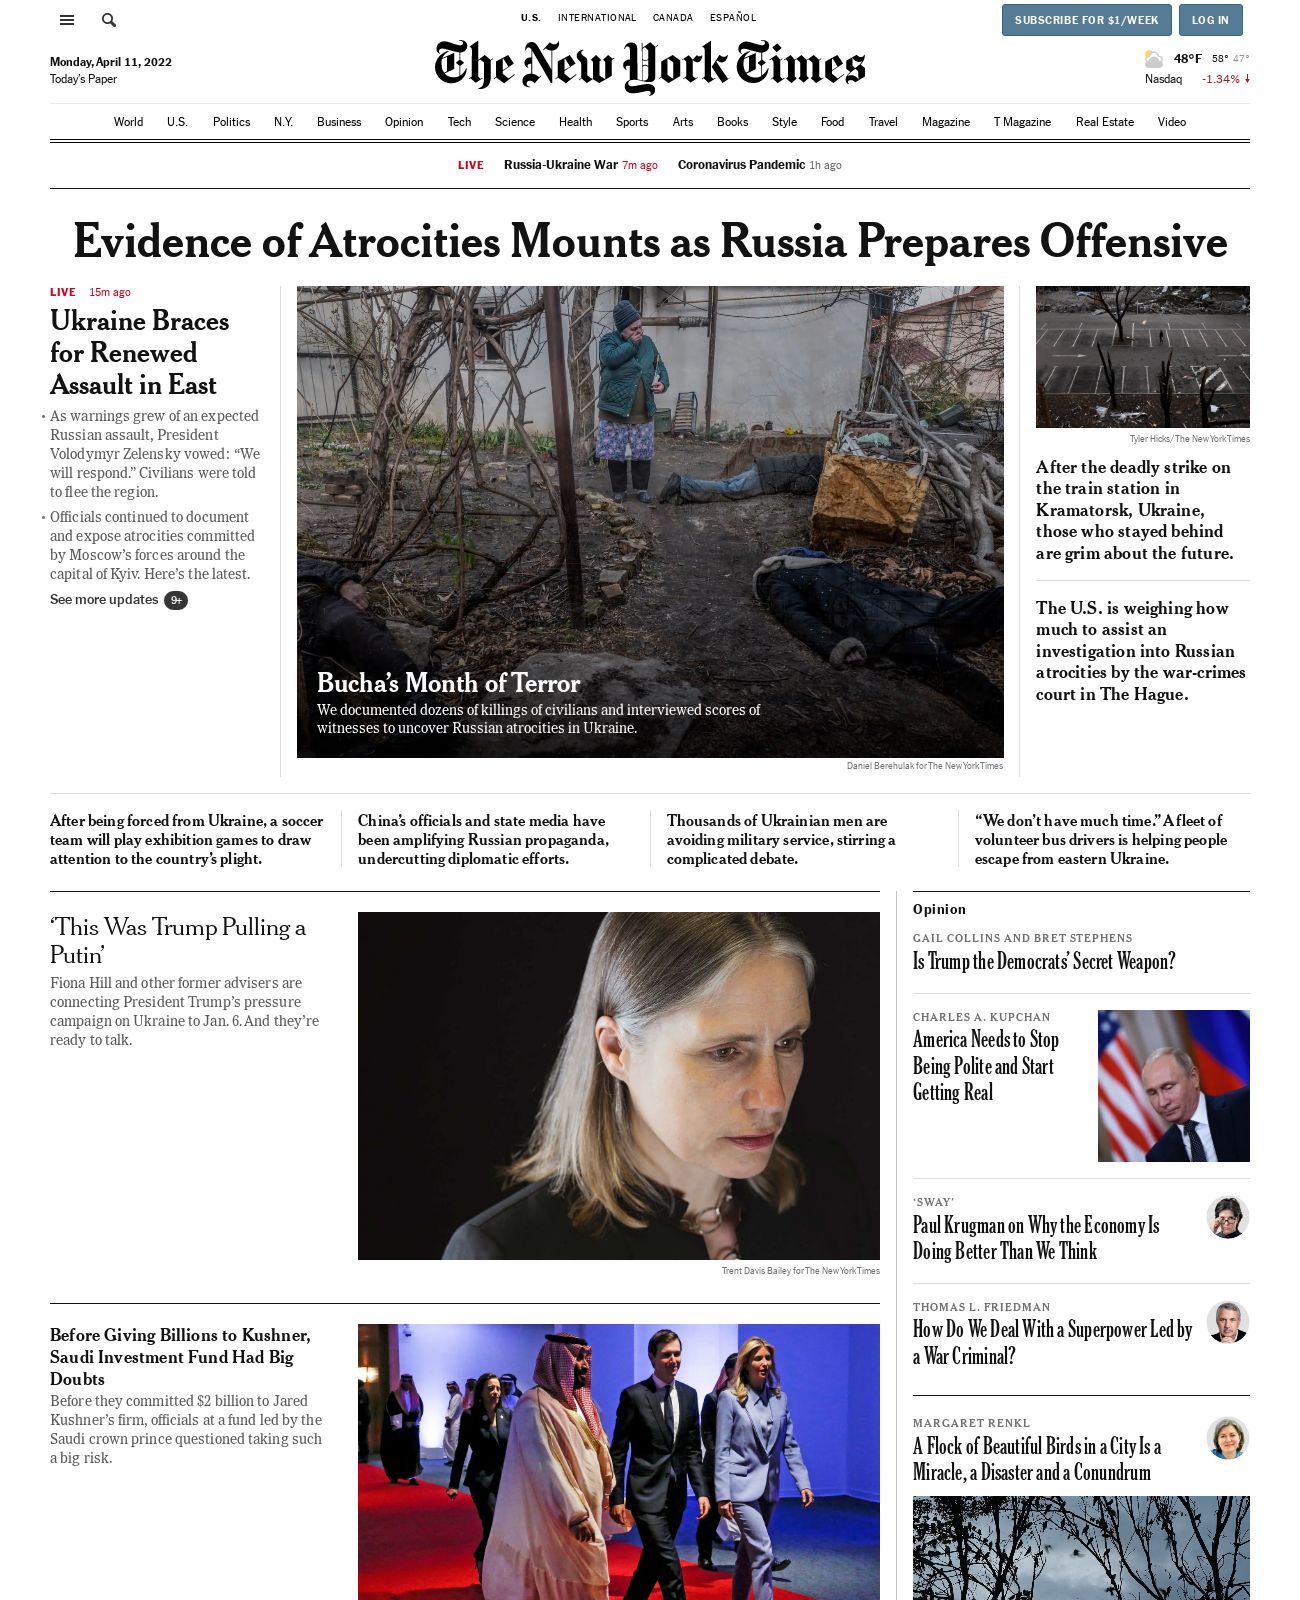 U.S. INTERNATIONAL CANADA ESPAÑOL
SUBSCRIBE FOR $1/WEEK LOG IN
Monday, April 11, 2022
Today's Paper
The New York Times
48°F 58° 47°
Nasdaq -1.34%
World U.S. Politics N.Y. Business Opinion Tech Science Health Sports Arts Books Style Food Travel Magazine T Magazine Real Estate Video
LIVE Russia-Ukraine War 7m ago Coronavirus Pandemic 1h ago
Evidence of Atrocities Mounts as Russia Prepares Offensive
LIVE 15m ago
Ukraine Braces
for Renewed
Assault in East
• As warnings grew of an expected
Russian assault, President
Volodymyr Zelensky vowed: “We
will respond.” Civilians were told
to flee the region.
• Officials continued to document
and expose atrocities committed
by Moscow’s forces around the
capital of Kyiv. Here’s the latest.
See more updates 9+
Bucha’s Month of Terror
We documented dozens of killings of civilians and interviewed scores of
witnesses to uncover Russian atrocities in Ukraine.
Daniel Berehulak for The New York Times
Tyler Hicks/The New York Times
After the deadly strike on
the train station in
Kramatorsk, Ukraine,
those who stayed behind
are grim about the future.
The U.S. is weighing how
much to assist an
investigation into Russian
atrocities by the war-crimes
court in The Hague.
After being forced from Ukraine, a soccer
team will play exhibition games to draw
attention to the country’s plight.
China’s officials and state media have
been amplifying Russian propaganda,
undercutting diplomatic efforts.
Thousands of Ukrainian men are
avoiding military service, stirring a
complicated debate.
“We don’t have much time.” A fleet of
volunteer bus drivers is helping people
escape from eastern Ukraine.
‘This Was Trump Pulling a
Putin’
Fiona Hill and other former advisers are
connecting President Trump’s pressure
campaign on Ukraine to Jan. 6. And they’re
ready to talk.
Trent Davis Bailey for The New York Times
Before Giving Billions to Kushner,
Saudi Investment Fund Had Big
Doubts
Before they committed $2 billion to Jared
Kushner’s firm, officials at a fund led by the
Saudi crown prince questioned taking such
a big risk.
Opinion
GAIL COLLINS AND BRET STEPHENS
Is Trump the Democrats’ Secret Weapon?
CHARLES A. KUPCHAN
America Needs to Stop
Being Polite and Start
Getting Real
‘SWAY’
Paul Krugman on Why the Economy Is
Doing Better Than We Think
THOMAS L. FRIEDMAN
How Do We Deal With a Superpower Led by
a War Criminal?
MARGARET RENKL
A Flock of Beautiful Birds in a City Is a
Miracle, a Disaster and a Conundrum